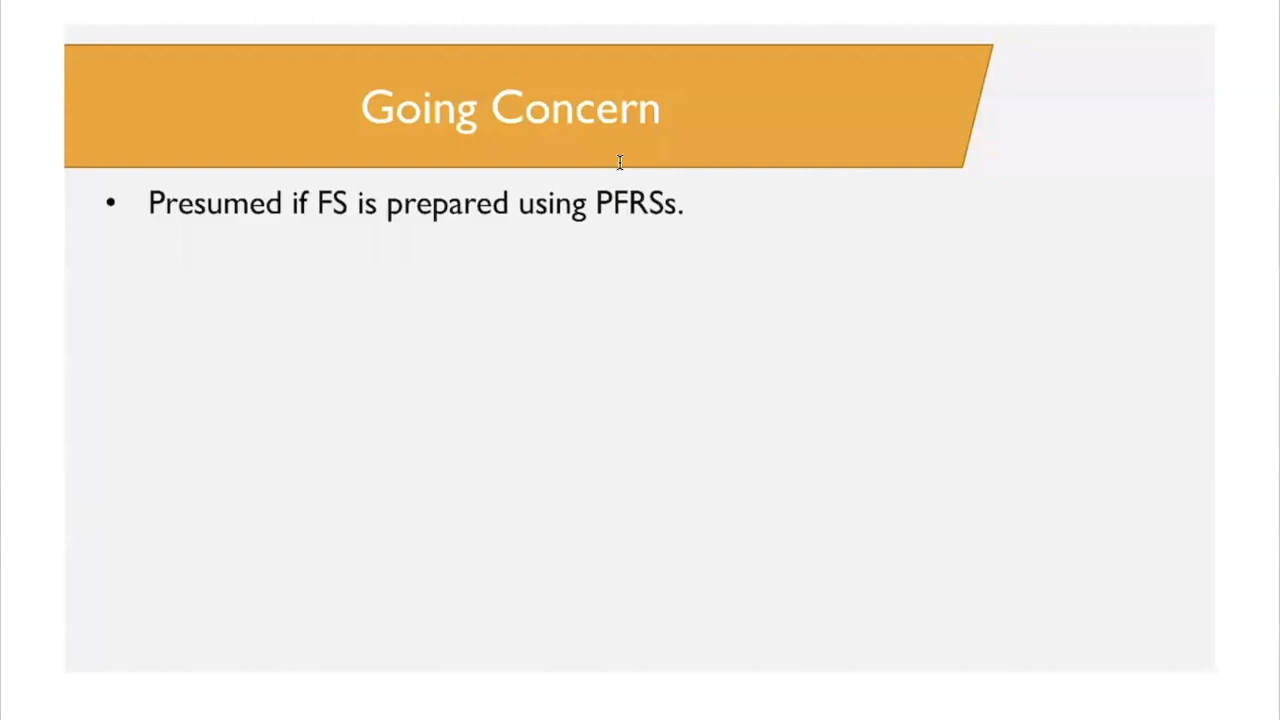 Going Concern
• Presumed if FS is prepared using PFRSs.